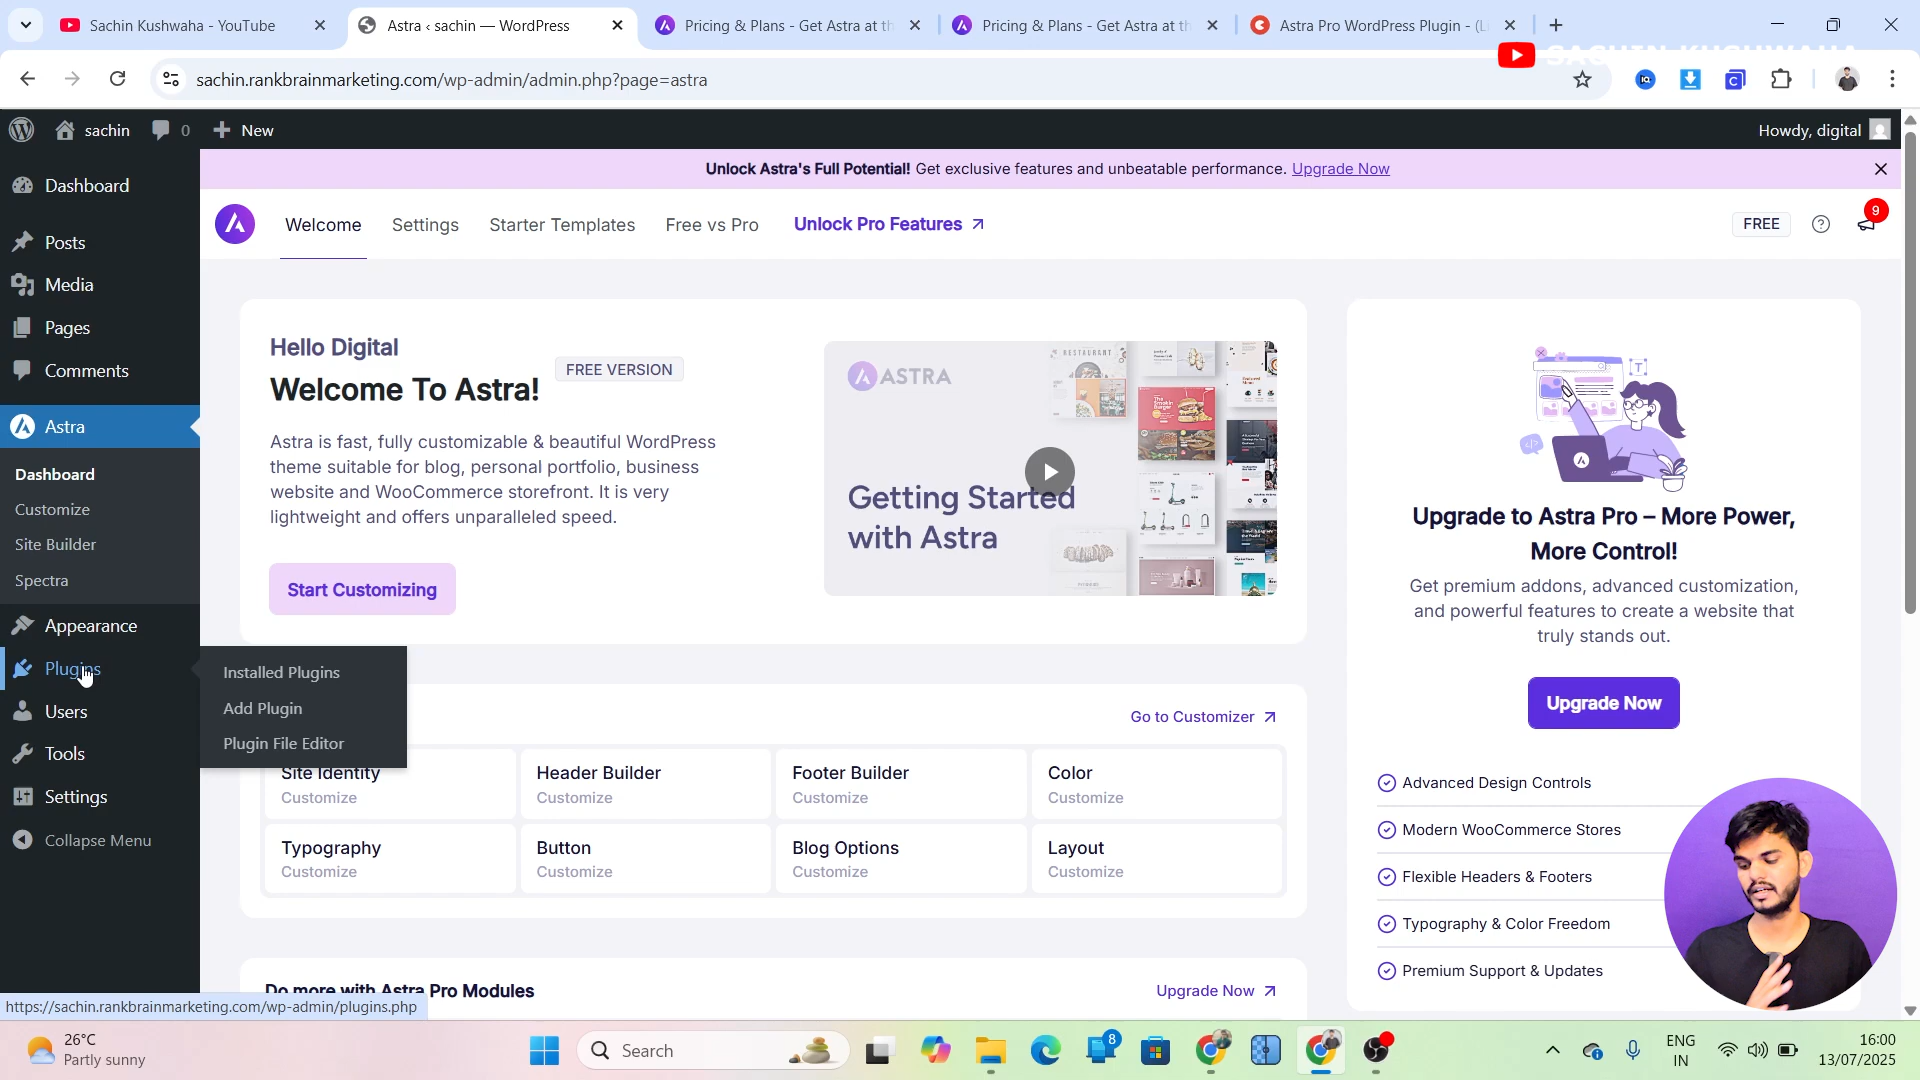 Sachin Kushwaha - YouTube
Astra ‹ sachin — WordPress
Pricing & Plans - Get Astra at th
Pricing & Plans - Get Astra at th
Astra Pro WordPress Plugin - (Li
SACHIN KUSHWAHA
sachin.rankbrainmarketing.com/wp-admin/admin.php?page=astra
sachin
0
New
Howdy, digital
Unlock Astra's Full Potential! Get exclusive features and unbeatable performance. Upgrade Now
Dashboard
Posts
Media
Pages
Comments
Astra
Dashboard
Customize
Site Builder
Spectra
Appearance
Plugins
Users
Tools
Settings
Collapse Menu
Installed Plugins
Add Plugin
Plugin File Editor
Welcome
Settings
Starter Templates
Free vs Pro
Unlock Pro Features
FREE
9
Hello Digital
Welcome To Astra!
FREE VERSION
Astra is fast, fully customizable & beautiful WordPress
theme suitable for blog, personal portfolio, business
website and WooCommerce storefront. It is very
lightweight and offers unparalleled speed.
Start Customizing
ASTRA
Getting Started
with Astra
RESTAURANT
Go to Customizer
Site Identity
Customize
Header Builder
Customize
Footer Builder
Customize
Color
Customize
Typography
Customize
Button
Customize
Blog Options
Customize
Layout
Customize
Do more with Astra Pro Modules
Upgrade Now
Upgrade to Astra Pro – More Power,
More Control!
Get premium addons, advanced customization,
and powerful features to create a website that
truly stands out.
Upgrade Now
Advanced Design Controls
Modern WooCommerce Stores
Flexible Headers & Footers
Typography & Color Freedom
Premium Support & Updates
https://sachin.rankbrainmarketing.com/wp-admin/plugins.php
26°C
Partly sunny
Search
8
ENG
IN
16:00
13/07/2025